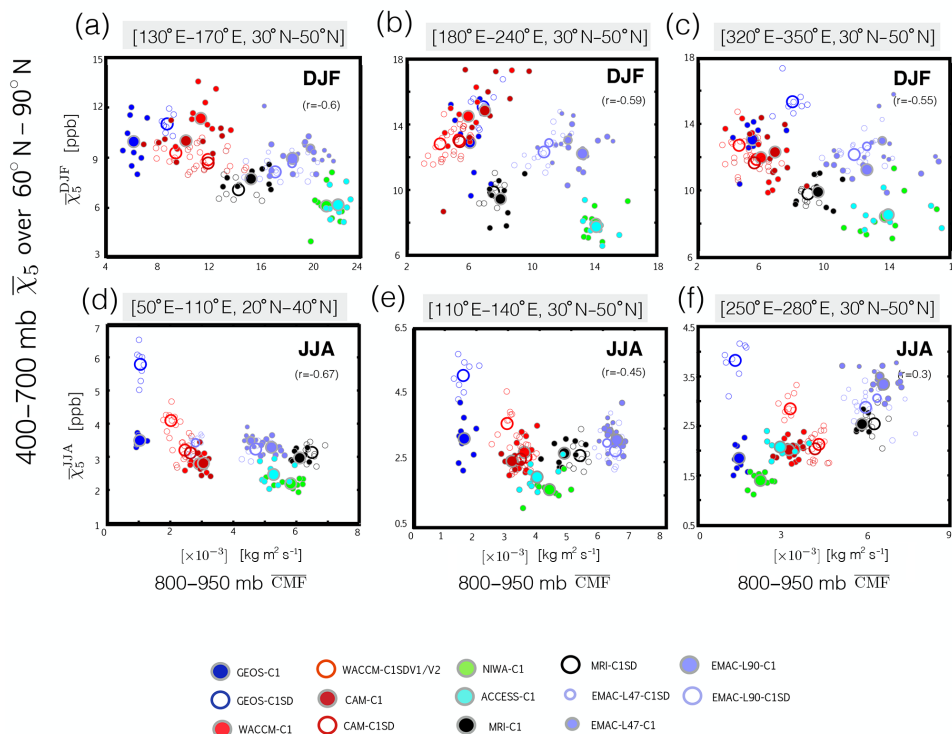 400–700 mb χ̄₅ over 60°N – 90°N
(a) [130°E–170°E, 30°N–50°N]
(b) [180°E–240°E, 30°N–50°N]
(c) [320°E–350°E, 30°N–50°N]
DJF
(r=-0.6)
DJF
(r=-0.59)
DJF
(r=-0.55)
χ̄₅ᴰᴶᶠ [ppb]
15
12
9
6
3
4 8 12 16 20 24
18
14
10
6
2 6 10 14 18
18
14
10
6
2 6 10 14 1
(d) [50°E–110°E, 20°N–40°N]
(e) [110°E–140°E, 30°N–50°N]
(f) [250°E–280°E, 30°N–50°N]
JJA
(r=-0.67)
JJA
(r=-0.45)
JJA
(r=0.3)
χ̄₅ᴶᴶᴬ [ppb]
7
6
5
4
3
2
1
0 2 4 6 8
6.5
4.5
2.5
0.5
0 1 2 3 4 5 6 7 8
4.5
3.5
2.5
1.5
0.5
0 3 6 9
[×10⁻³] [kg m² s⁻¹]
[×10⁻³] [kg m² s⁻¹]
[×10⁻³] [kg m² s⁻¹]
800–950 mb CMF
800–950 mb CMF
800–950 mb CMF
GEOS-C1
GEOS-C1SD
WACCM-C1
WACCM-C1SDV1/V2
CAM-C1
CAM-C1SD
NIWA-C1
ACCESS-C1
MRI-C1
MRI-C1SD
EMAC-L47-C1SD
EMAC-L47-C1
EMAC-L90-C1
EMAC-L90-C1SD